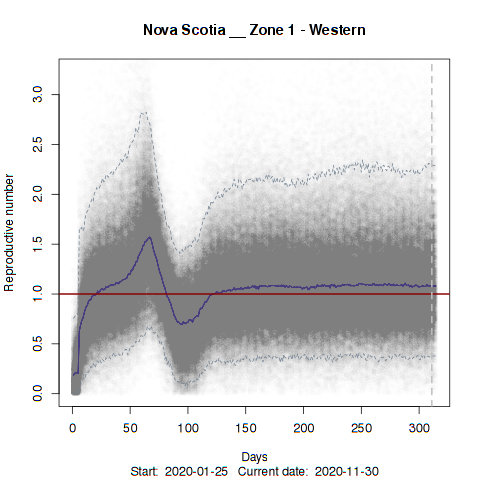 Nova Scotia __ Zone 1 - Western
Reproductive number
3.0
2.5
2.0
1.5
1.0
0.5
0.0
0 50 100 150 200 250 300
Days
Start: 2020-01-25 Current date: 2020-11-30